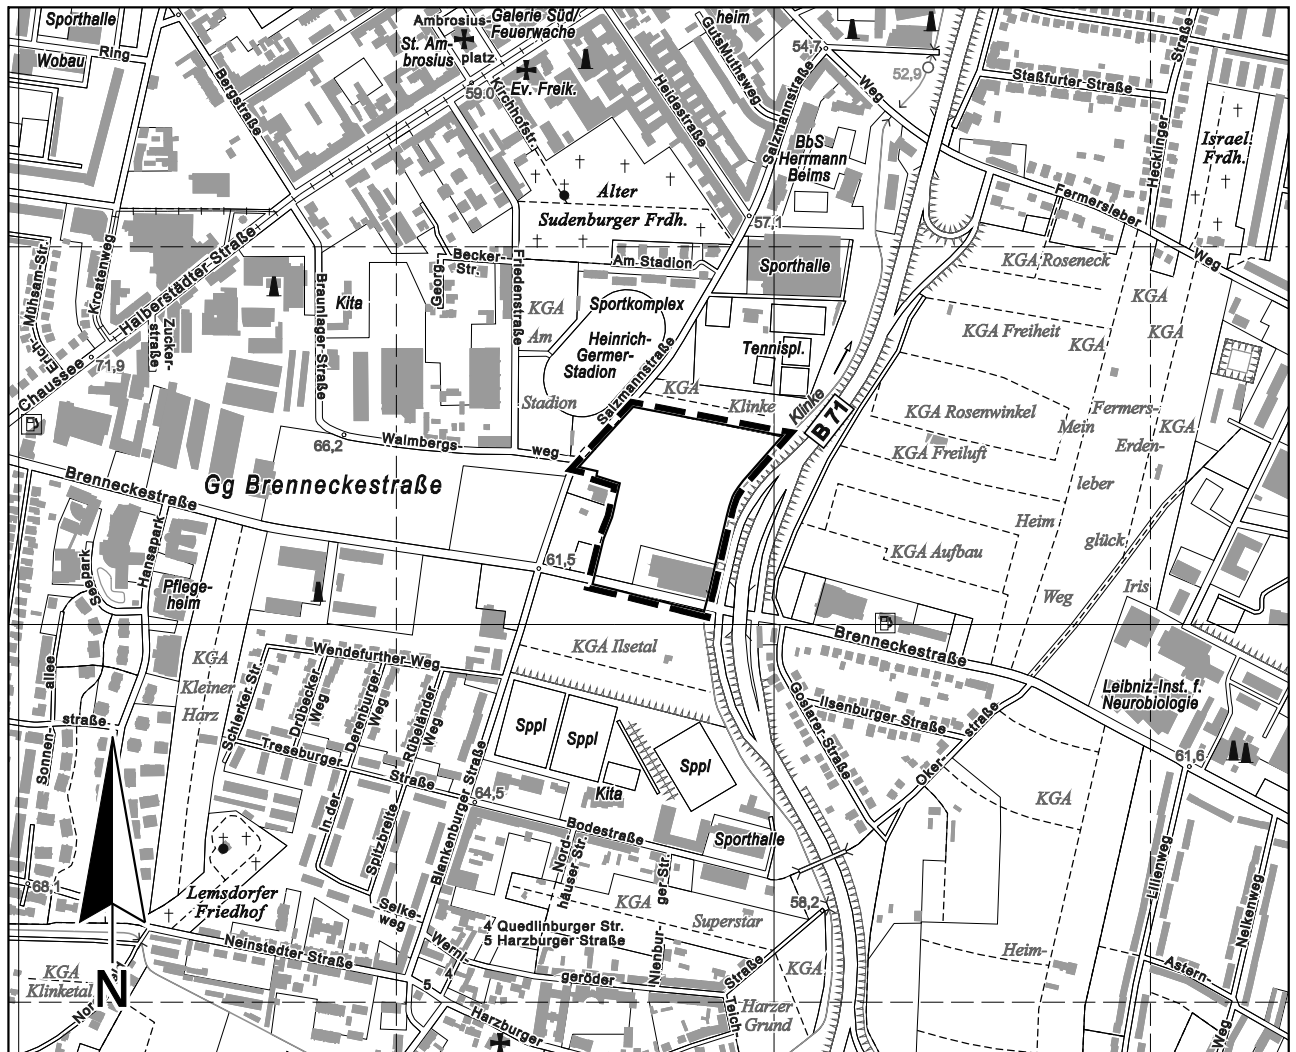 Sporthalle
Wobau
Ring
Bergstraße
Ambrosius-
platz
St. Am-
brosius
Galerie Süd/
Feuerwache
59.0
Ev. Freik.
Kirchhofstr.
Heidestraße
heim
GutsMuthsweg
Salzmannstraße
54,7
Weg
52,9
Staßfurter-Straße
Straße
Hecklinger
Israel.
Frdh.
BbS
Herrmann
Beims
Fermersleber
Weg
Alter
Sudenburger Frdh.
57,1
Erich-
Mühsam-Str.
Kroatenweg
Halberstädter-Straße
Chaussee
71,9
Zucker-
straße
Braunlager-Straße
Kita
Georg
Becker-
Str.
Friedenstraße
Am Stadion
Sporthalle
KGA
Am
Stadion
Sportkomplex
Heinrich-
Germer-
Stadion
Salzmannstraße
Tennispl.
KGA
Klinke
Klinke
B 71
KGA Roseneck
KGA Freiheit
KGA
KGA
KGA
KGA Rosenwinkel
Mein
Fermers-
KGA
KGA Freiluft
Erden-
leber
Heim
glück
KGA Aufbau
Weg
Iris
66,2
Walmbergs-
weg
Gg Brenneckestraße
Brenneckestraße
61,5
Seepark
Hansapark
Pflege-
heim
allee
straße
Sonnen-
KGA
Kleiner
Harz
Wendefurther-Weg
Schierker-Str.
Drübecker-
Weg
Derenburger-
Weg
Rübeländer-
Weg
Treseburger
Straße
In der
Spitzbreite
Blankenburger Straße
64,5
KGA Ilsetal
Sppl
Sppl
Sppl
Kita
Sporthalle
Bodestraße
Brenneckestraße
Ilsenburger Straße
Goslarer-Straße
Oker-
straße
Leibniz-Inst. f.
Neurobiologie
61,6
KGA
Lilienweg
Nelkenweg
Heim-
Astern-
Weg
68,1
Lemsdorfer
Friedhof
Neinstedter Straße
Selke-
weg
Werni-
geröder
Straße
4 Quedlinburger Str.
5 Harzburger Straße
4
5
Nord-
häuser Str.
Nienbur-
ger Str.
KGA
Superstar
58,2
KGA
Harzer
Grund
Teich-
Harzburger
KGA
Klinketal
Nor
N